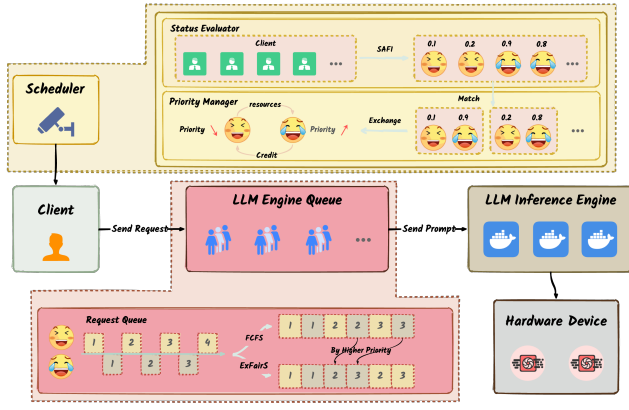 Status Evaluator
Client
SAFI
0.1 0.2 0.9 0.8
...
...
Scheduler
Priority Manager
resources
Priority
Priority
Credit
Exchange
Match
0.1 0.9 0.2 0.8
...
Client
Send Request
LLM Engine Queue
...
Send Prompt
LLM Inference Engine
Request Queue
1 2 3 4
1 2 3
FCFS
1 1 2 2 3 3
By Higher Priority
ExFairS
1 1 2 3 2 3
Hardware Device